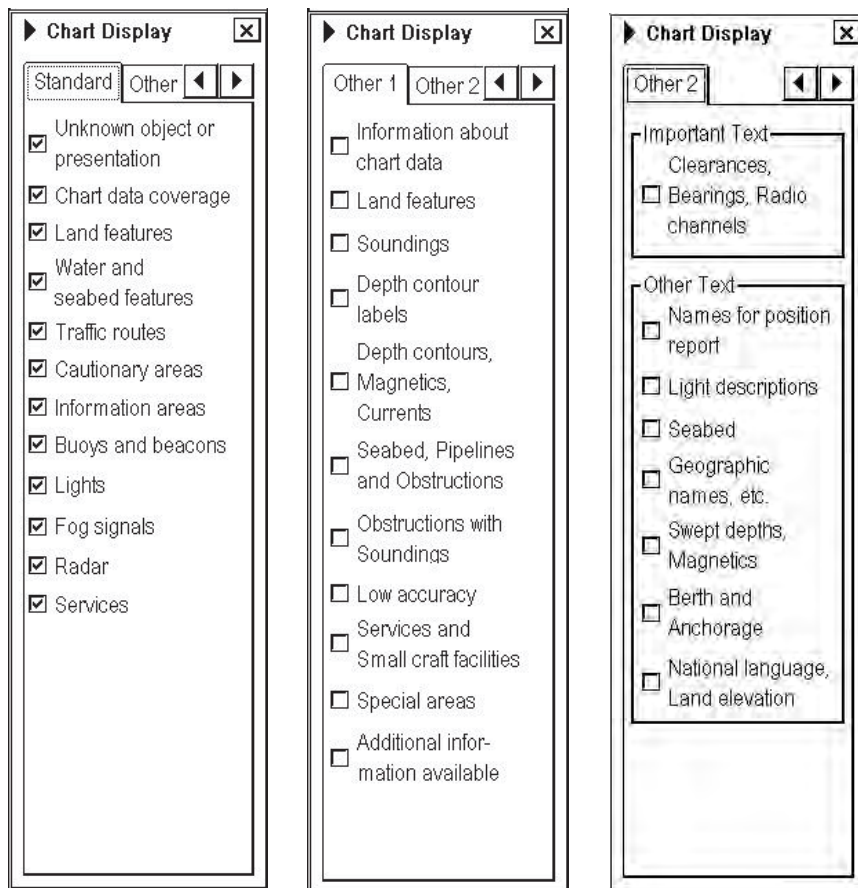 Chart Display
Standard Other
Unknown object or
presentation
Chart data coverage
Land features
Water and
seabed features
Traffic routes
Cautionary areas
Information areas
Buoys and beacons
Lights
Fog signals
Radar
Services
Chart Display
Other 1 Other 2
Information about
chart data
Land features
Soundings
Depth contour
labels
Depth contours,
Magnetics,
Currents
Seabed, Pipelines
and Obstructions
Obstructions with
Soundings
Low accuracy
Services and
Small craft facilities
Special areas
Additional infor-
mation available
Chart Display
Other 2
Important Text
Clearances,
Bearings, Radio
channels
Other Text
Names for position
report
Light descriptions
Seabed
Geographic
names, etc.
Swept depths,
Magnetics
Berth and
Anchorage
National language,
Land elevation